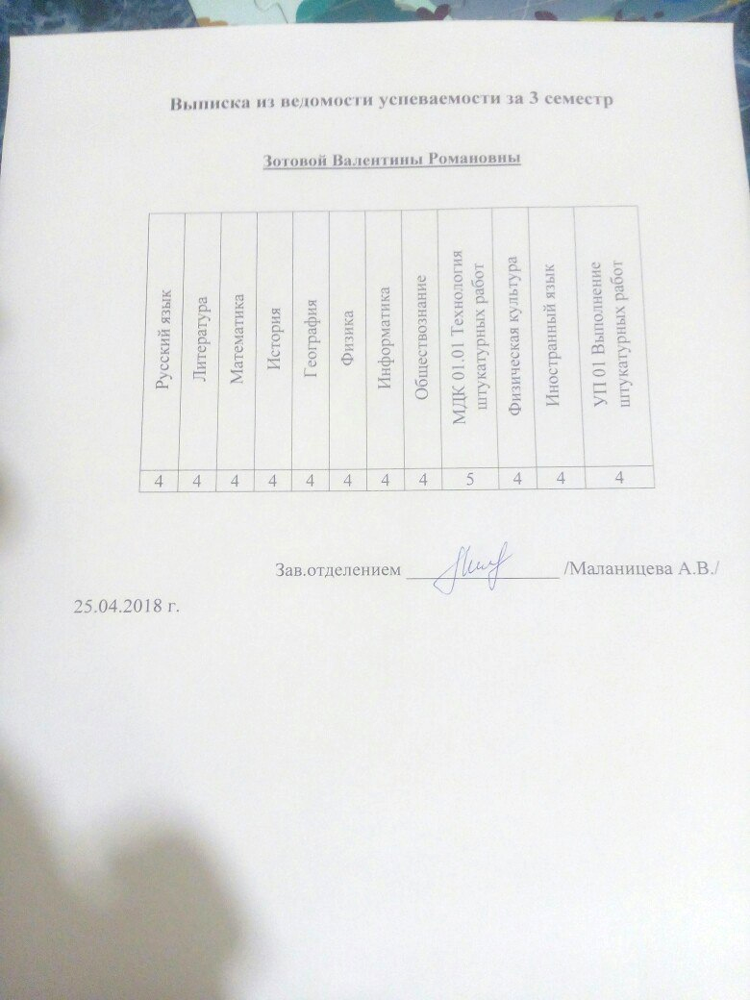 Выписка из ведомости успеваемости за 3 семестр
Зотовой Валентины Романовны
Русский язык
Литература
Математика
История
География
Физика
Информатика
Обществознание
МДК 01.01 Технология
штукатурных работ
Физическая культура
Иностранный язык
УП 01 Выполнение
штукатурных работ
4 4 4 4 4 4 4 4 5 4 4 4
Зав.отделением /Маланицева А.В./
25.04.2018 г.